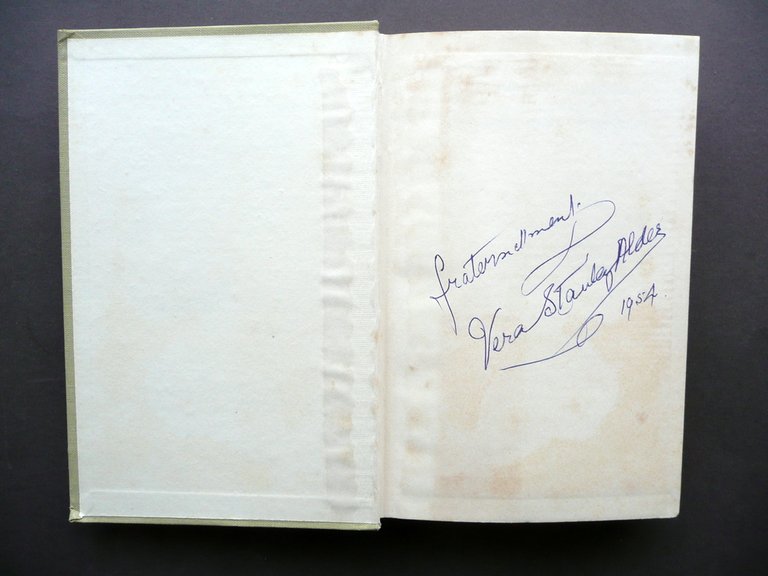 fraternellement.
Vera Stanley Alder
1954.